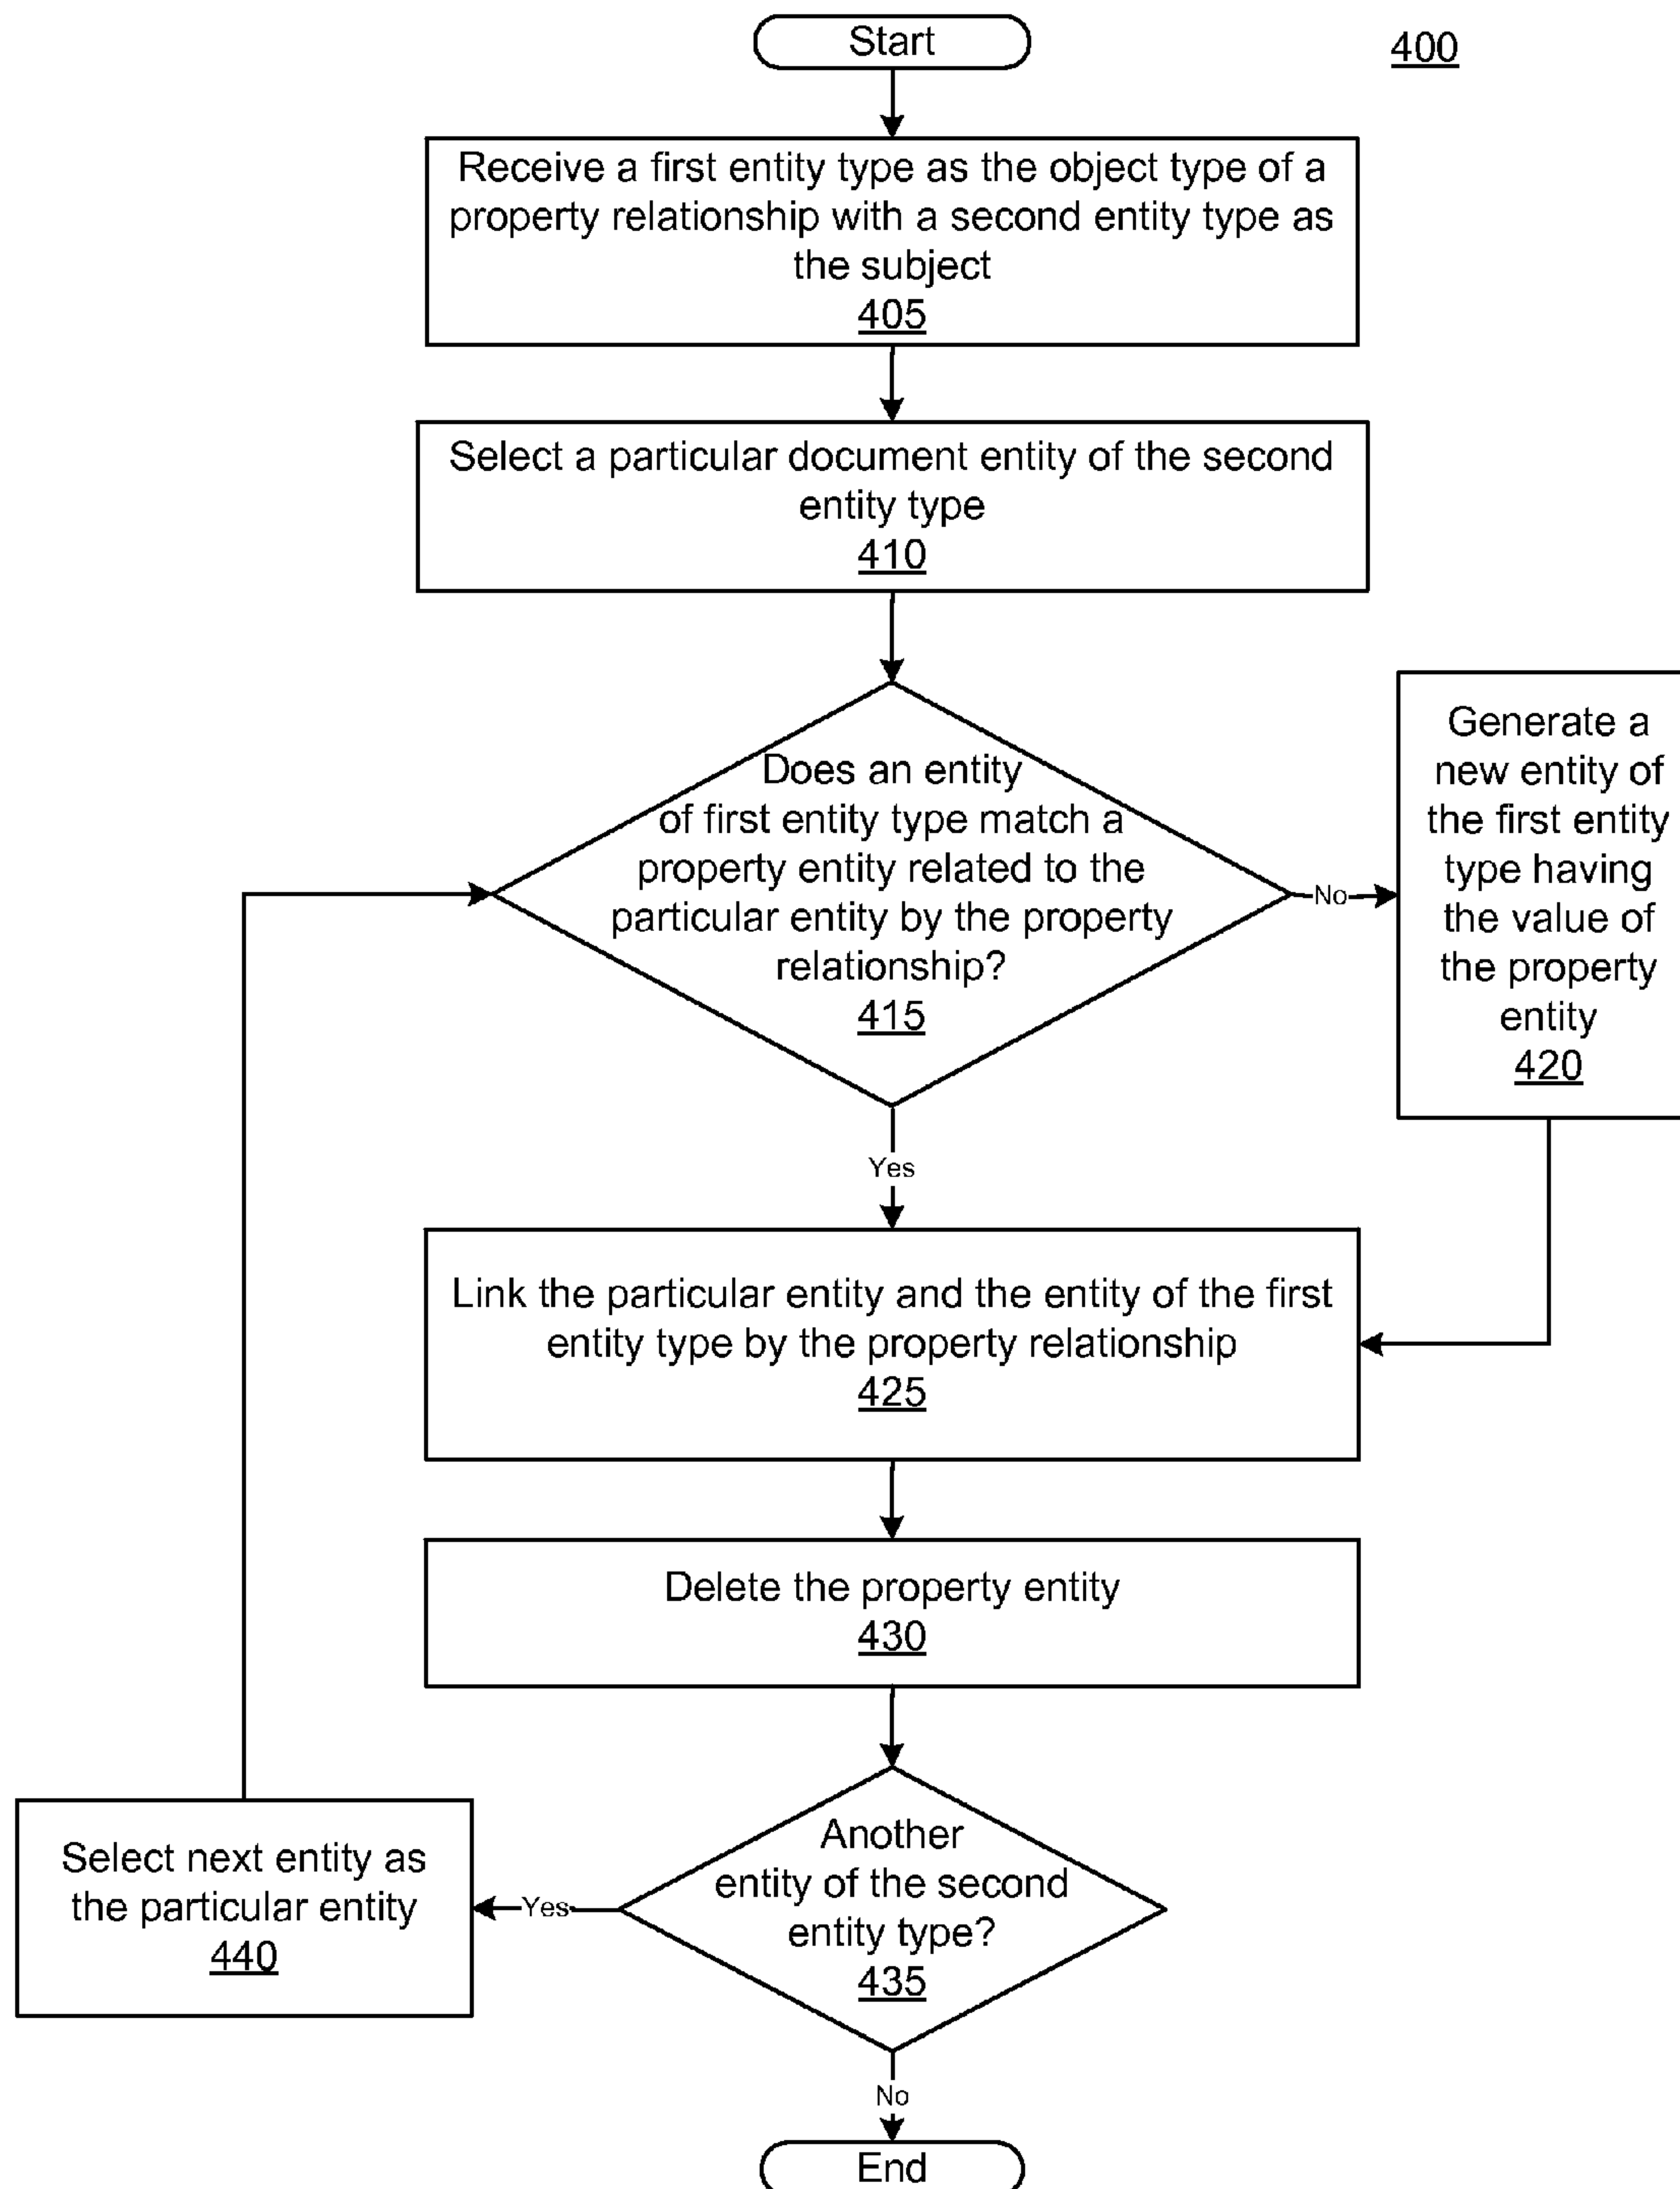 Start
400
Receive a first entity type as the object type of a
property relationship with a second entity type as
the subject
405
Select a particular document entity of the second
entity type
410
Does an entity
of first entity type match a
property entity related to the
particular entity by the property
relationship?
415
No
Generate a
new entity of
the first entity
type having
the value of
the property
entity
420
Yes
Link the particular entity and the entity of the first
entity type by the property relationship
425
Delete the property entity
430
Another
entity of the second
entity type?
435
Yes
Select next entity as
the particular entity
440
No
End